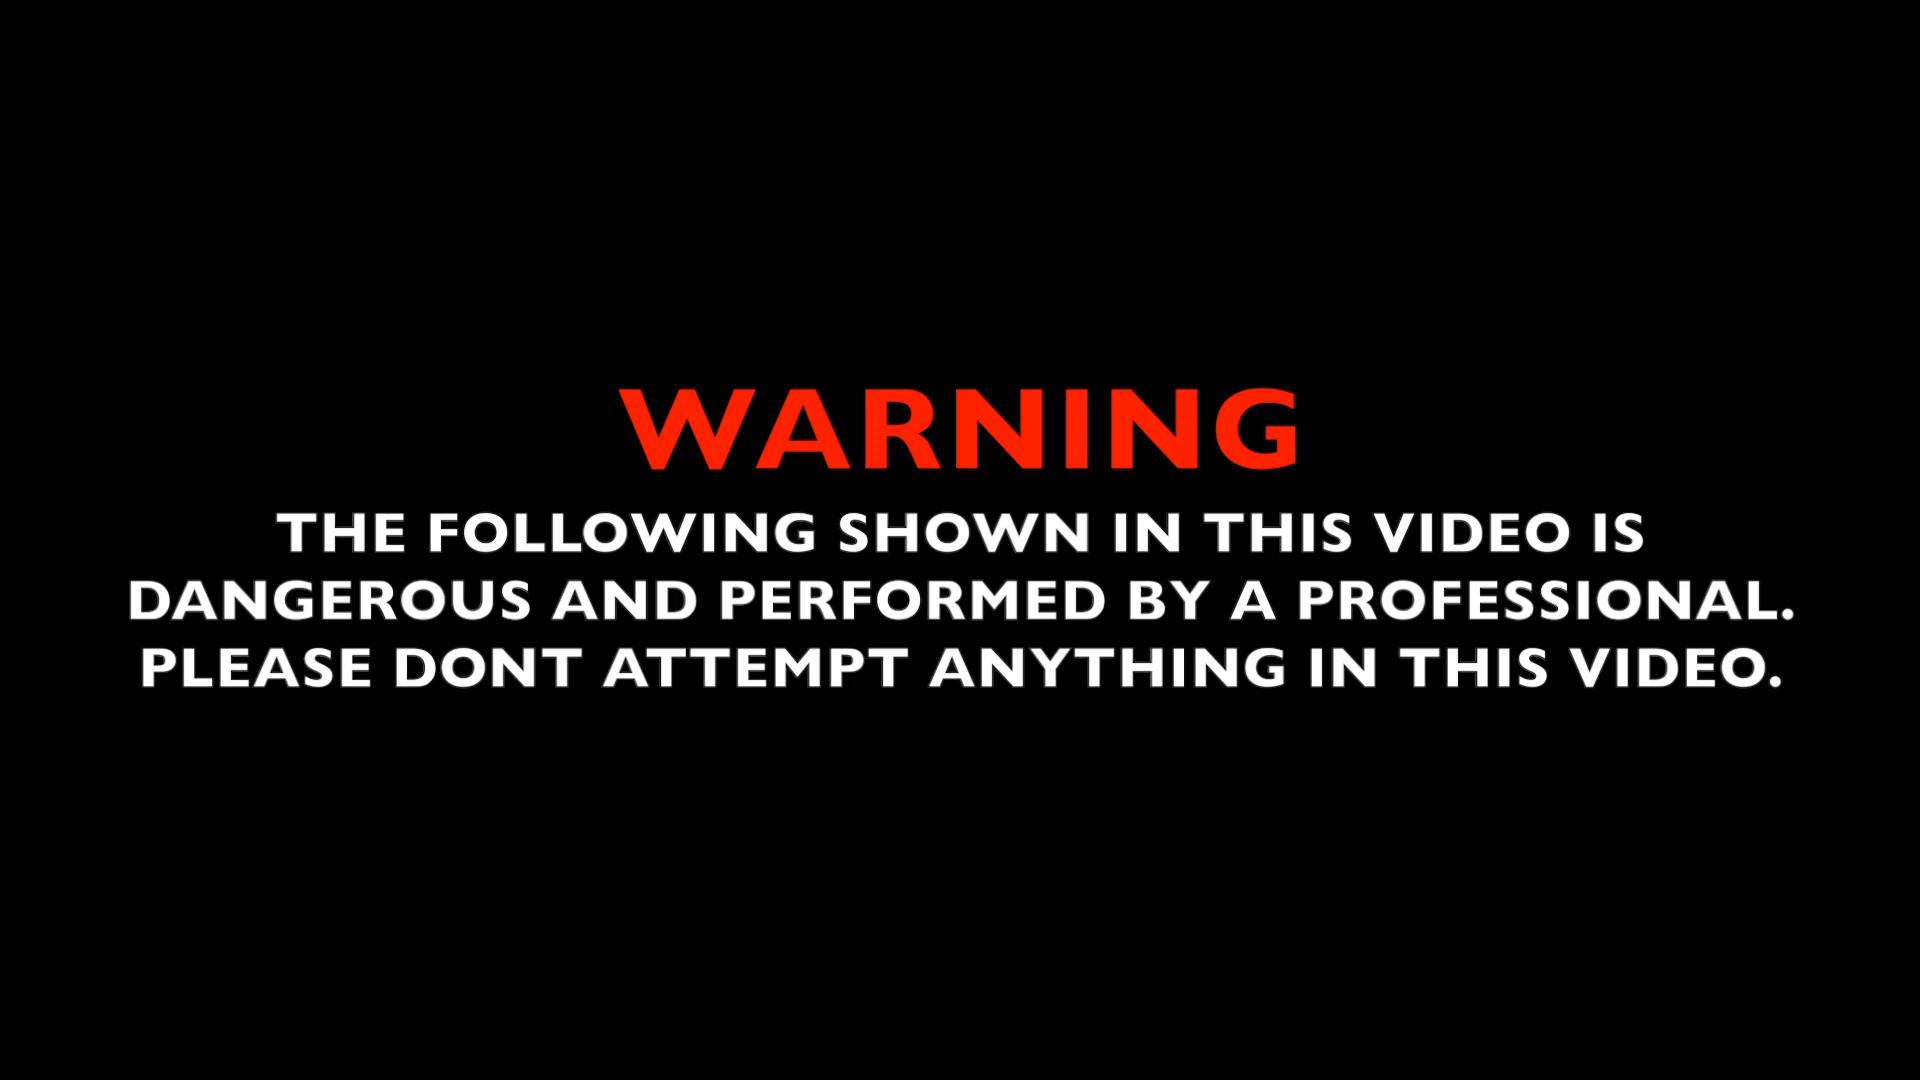 WARNING
THE FOLLOWING SHOWN IN THIS VIDEO IS
DANGEROUS AND PERFORMED BY A PROFESSIONAL.
PLEASE DONT ATTEMPT ANYTHING IN THIS VIDEO.